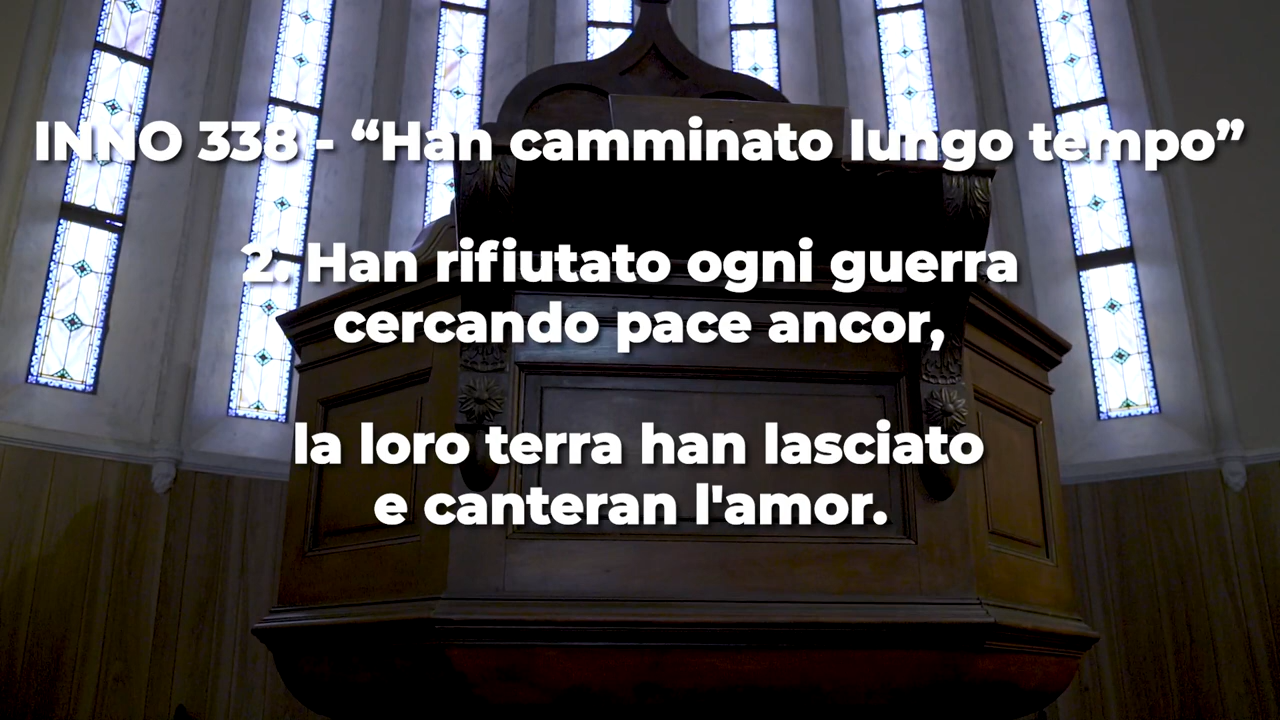 INNO 338 - “Han camminato lungo tempo”
2. Han rifiutato ogni guerra
cercando pace ancor,
la loro terra han lasciato
e canteran l'amor.